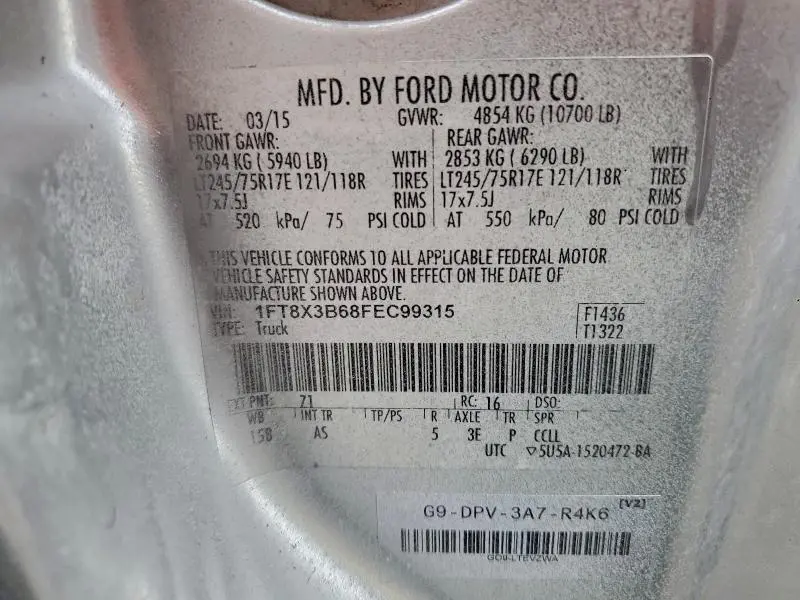 MFD. BY FORD MOTOR CO.
DATE: 03/15 GVWR: 4854 KG (10700 LB)
FRONT GAWR: REAR GAWR:
2694 KG ( 5940 LB) WITH 2853 KG ( 6290 LB) WITH
LT245/75R17E 121/118R TIRES LT245/75R17E 121/118R TIRES
17x7.5J RIMS 17x7.5J RIMS
AT 520 kPa/ 75 PSI COLD AT 550 kPa/ 80 PSI COLD
THIS VEHICLE CONFORMS TO ALL APPLICABLE FEDERAL MOTOR
VEHICLE SAFETY STANDARDS IN EFFECT ON THE DATE OF
MANUFACTURE SHOWN ABOVE.
VIN: 1FT8X3B68FEC99315 F1436
TYPE: Truck T1322
EXT PNT: Z1 RC: 16 DSO:
WB INT TR TP/PS R AXLE TR SPR
158 AS 5 3E P CCLL
UTC ▽5U5A-1520472-BA
G9-DPV-3A7-R4K6 [V2]